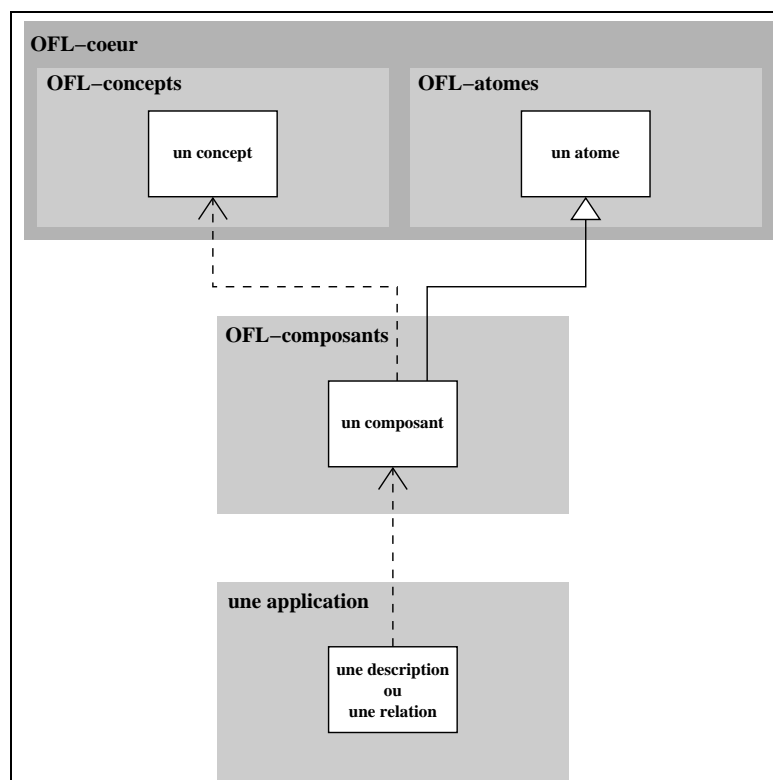 OFL−coeur
OFL−concepts
OFL−atomes
un concept
un atome
OFL−composants
un composant
une application
une description
ou
une relation